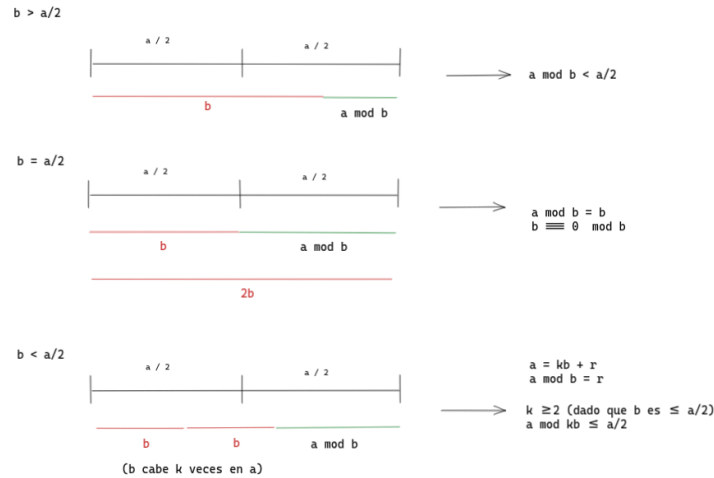 b > a/2
a / 2
a / 2
b
a mod b
a mod b < a/2
b = a/2
a / 2
a / 2
b
a mod b
2b
a mod b = b
b ≡ 0 mod b
b < a/2
a / 2
a / 2
b
b
a mod b
(b cabe k veces en a)
a = kb + r
a mod b = r
k ≥2 (dado que b es ≤ a/2)
a mod kb ≤ a/2